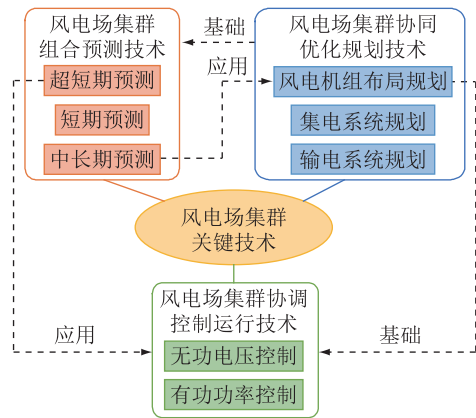 风电场集群
组合预测技术
超短期预测
短期预测
中长期预测
基础
应用
风电场集群协同
优化规划技术
风电机组布局规划
集电系统规划
输电系统规划
风电场集群
关键技术
风电场集群协调
控制运行技术
无功电压控制
有功功率控制
应用
基础